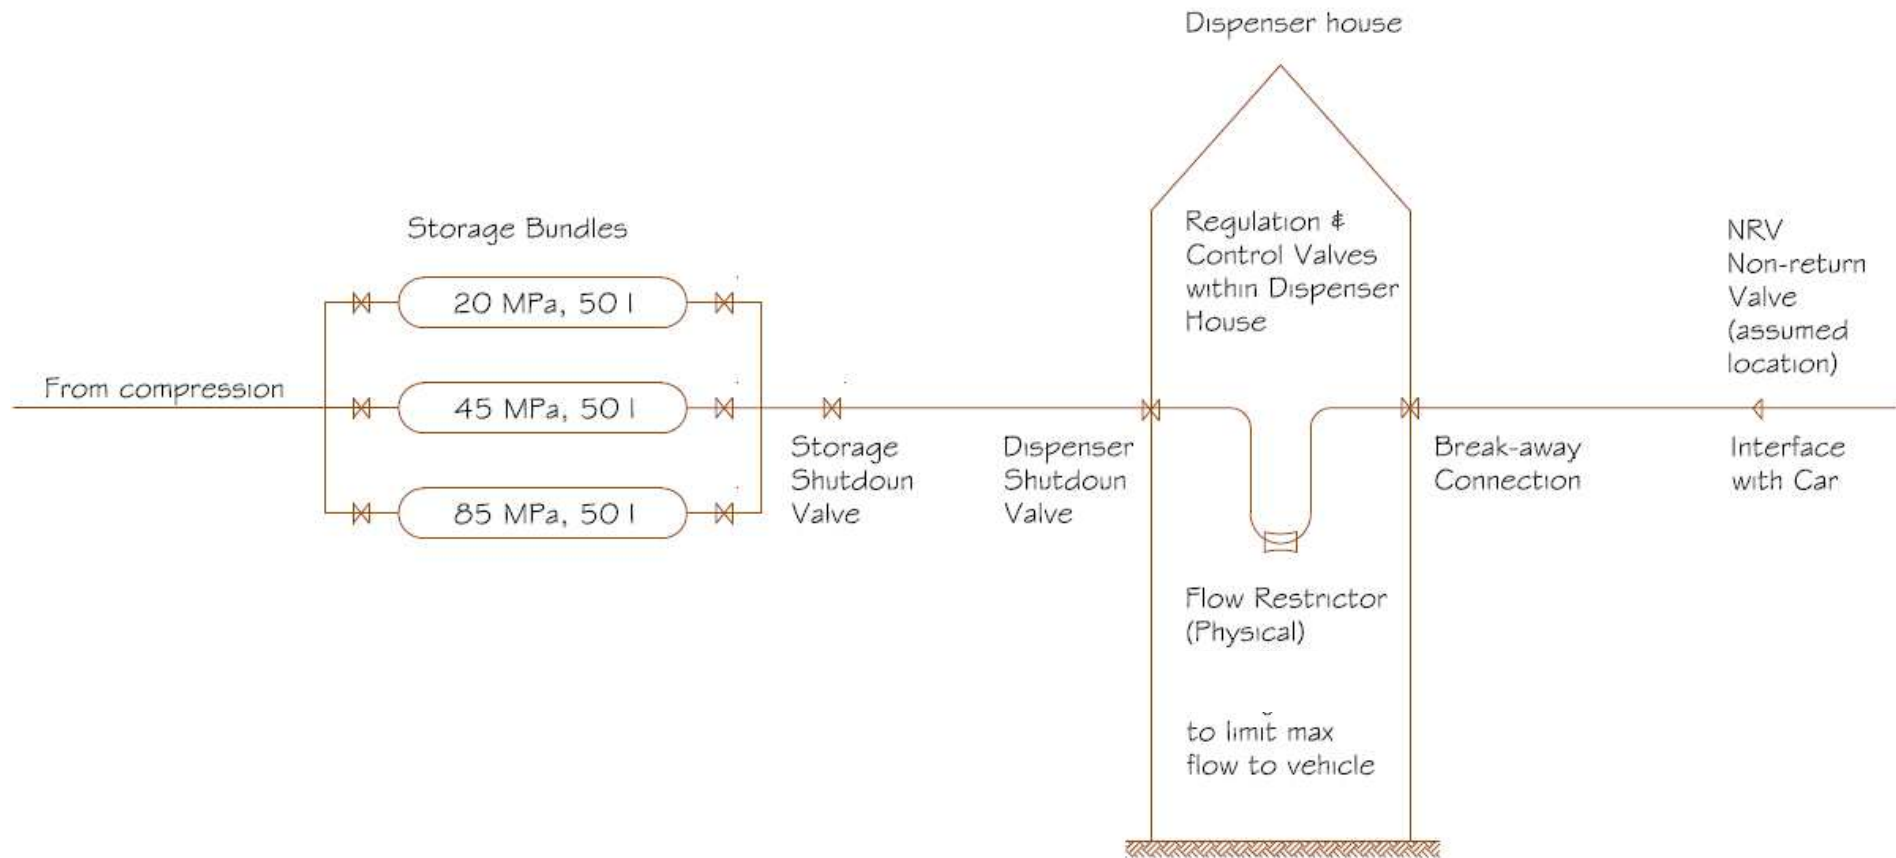 Dispenser house
Storage Bundles
20 MPa, 50 l
45 MPa, 50 l
85 MPa, 50 l
From compression
Storage
Shutdoun
Valve
Dispenser
Shutdoun
Valve
Regulation &
Control Valves
within Dispenser
House
Flow Restrictor
(Physical)
to limit max
flow to vehicle
Break-away
Connection
NRV
Non-return
Valve
(assumed
location)
Interface
with Car